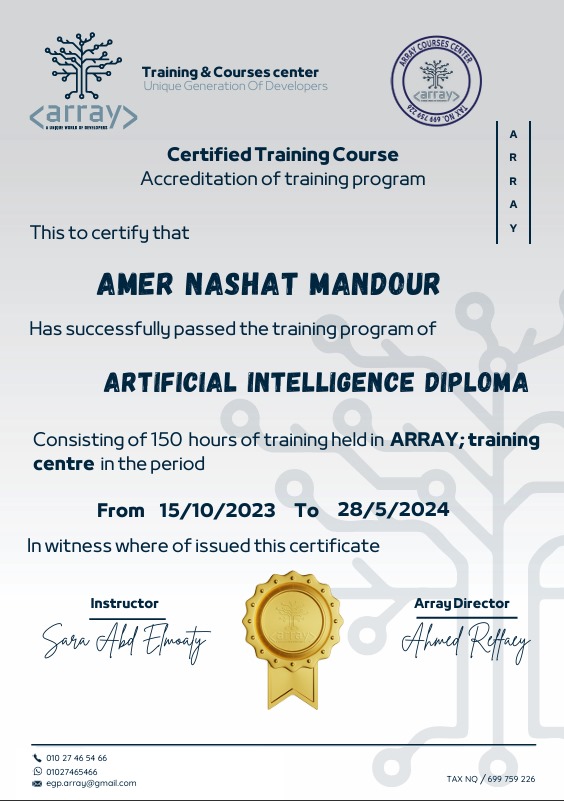 <array>
A UNIQUE WORLD OF DEVELOPERS
Training & Courses center
Unique Generation Of Developers
ARRAY COURSES CENTER
<array>
TAX NO. 699 759 226
A
R
R
A
Y
Certified Training Course
Accreditation of training program
This to certify that
AMER NASHAT MANDOUR
Has successfully passed the training program of
ARTIFICIAL INTELLIGENCE DIPLOMA
Consisting of 150 hours of training held in ARRAY; training
centre in the period
From 15/10/2023 To 28/5/2024
In witness where of issued this certificate
Instructor
Sara Abd Elmoaty
<array>
Array Director
Ahmed Reffaey
010 27 46 54 66
01027465466
egp.array@gmail.com
TAX NQ / 699 759 226